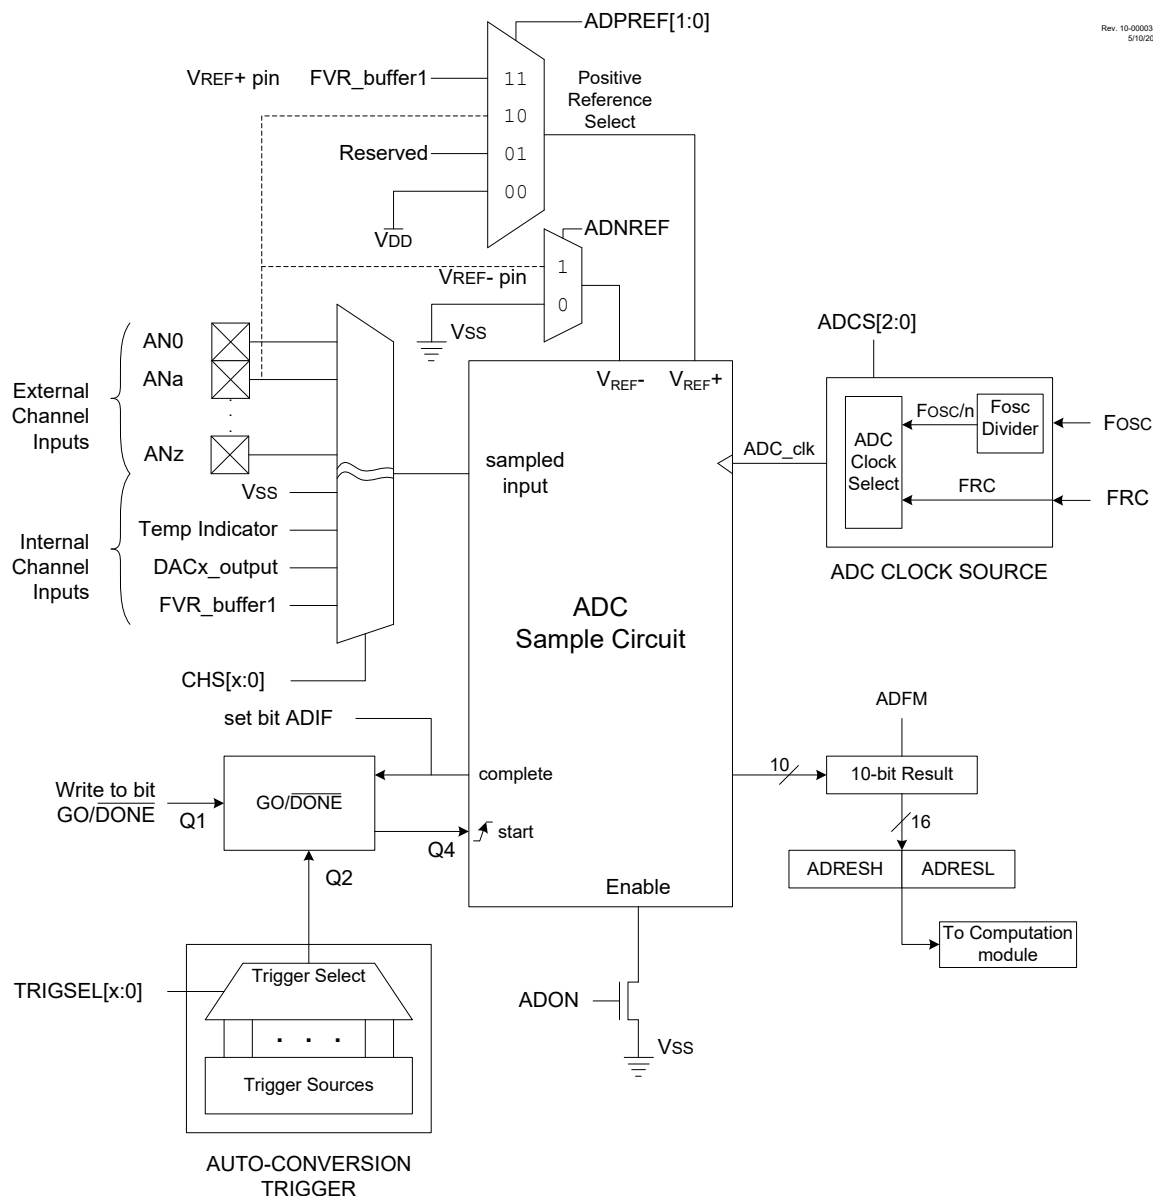 Rev. 10-00003
5/10/20
ADPREF[1:0]
VREF+ pin
FVR_buffer1
11
Positive
Reference
Select
10
Reserved
01
00
VDD
ADNREF
VREF- pin
1
0
VSS
AN0
ANa
ANz
External
Channel
Inputs
VSS
Temp Indicator
DACx_output
FVR_buffer1
Internal
Channel
Inputs
CHS[x:0]
VREF-
VREF+
sampled
input
ADC_clk
ADCS[2:0]
ADC
Clock
Select
FOSC/n
Fosc
Divider
FOSC
FRC
FRC
ADC CLOCK SOURCE
ADC
Sample Circuit
set bit ADIF
complete
Write to bit
GO/DONE
Q1
GO/DONE
Q4
start
Q2
Enable
ADFM
10
10-bit Result
16
ADRESH
ADRESL
To Computation
module
TRIGSEL[x:0]
Trigger Select
. . .
Trigger Sources
ADON
VSS
AUTO-CONVERSION
TRIGGER